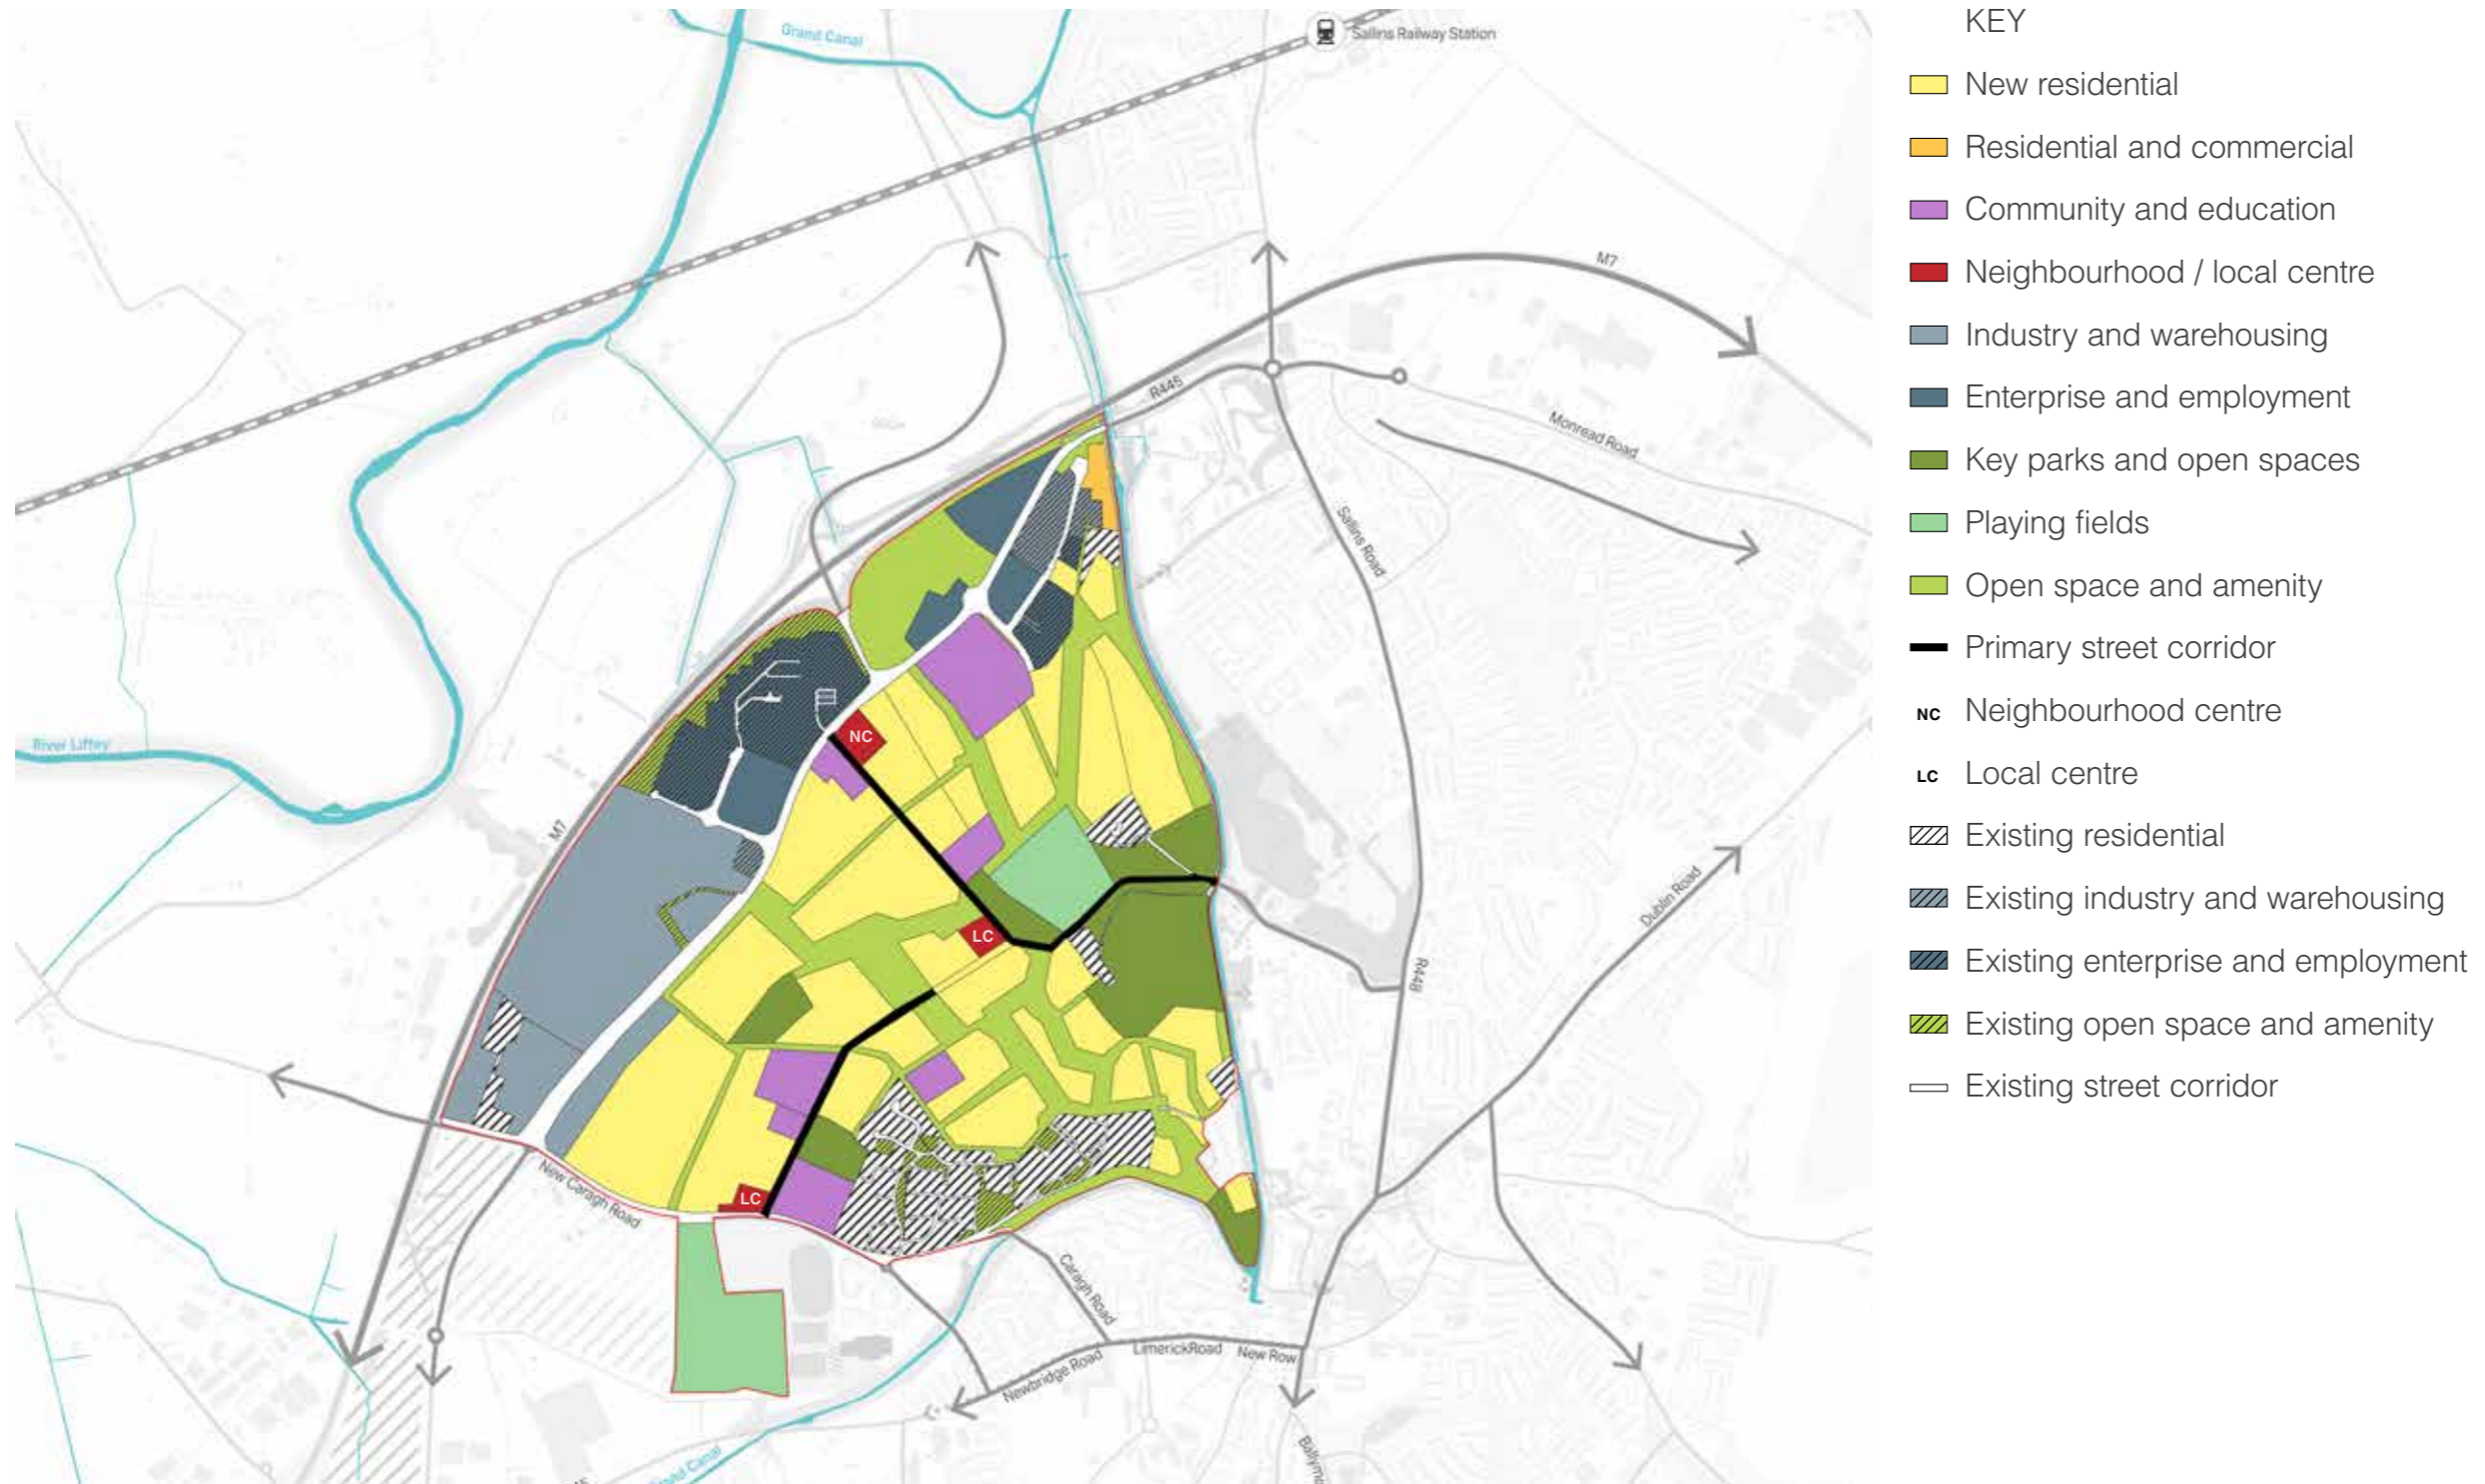 Grand Canal
Sallins Railway Station
M7
R445
Monread Road
Sallins Road
River Liffey
NC
M7
Dublin Road
LC
R448
New Caragh Road
LC
Caragh Road
LimerickRoad
New Row
Newbridge Road
Grand Canal
KEY
New residential
Residential and commercial
Community and education
Neighbourhood / local centre
Industry and warehousing
Enterprise and employment
Key parks and open spaces
Playing fields
Open space and amenity
Primary street corridor
NC Neighbourhood centre
LC Local centre
Existing residential
Existing industry and warehousing
Existing enterprise and employment
Existing open space and amenity
Existing street corridor